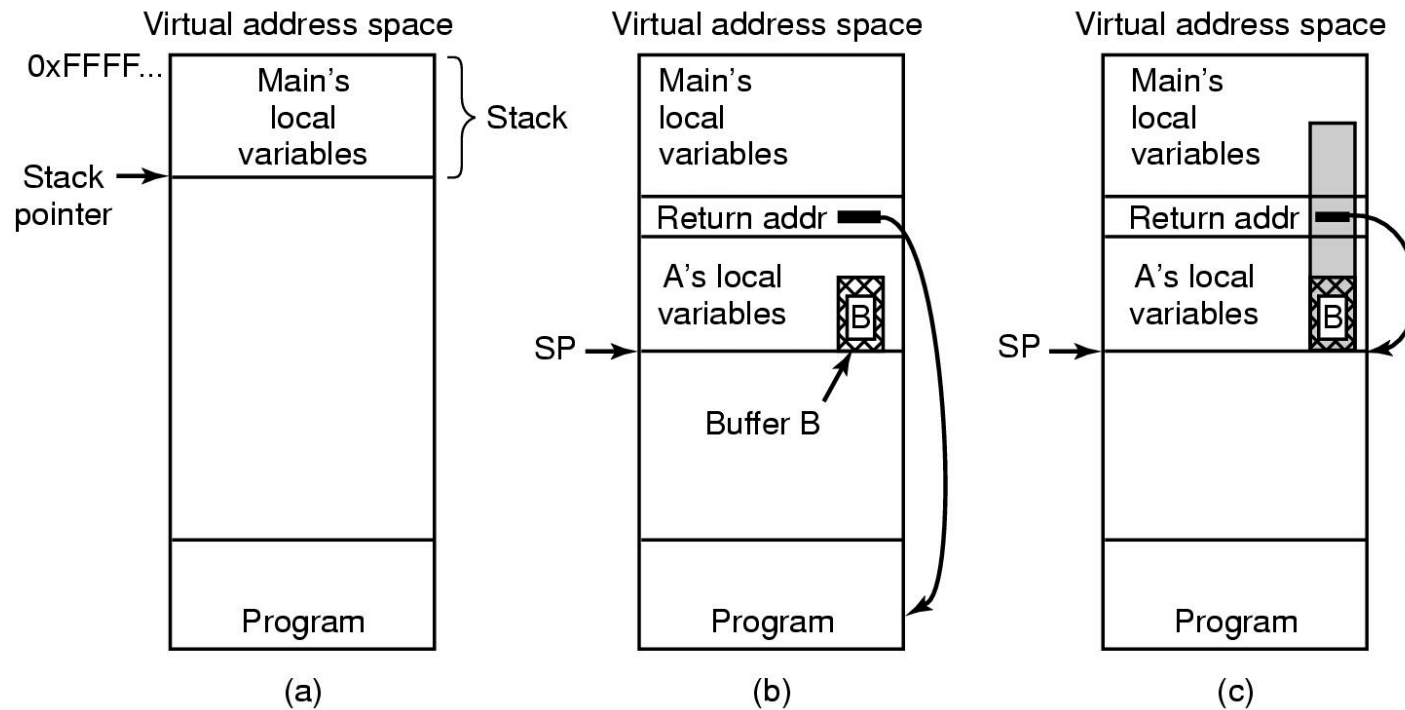 Virtual address space
0xFFFF...
Main's
local
variables
Stack
Stack
pointer
Program
(a)
Virtual address space
Main's
local
variables
Return addr
A's local
variables
B
SP
Buffer B
Program
(b)
Virtual address space
Main's
local
variables
Return addr
A's local
variables
B
SP
Program
(c)